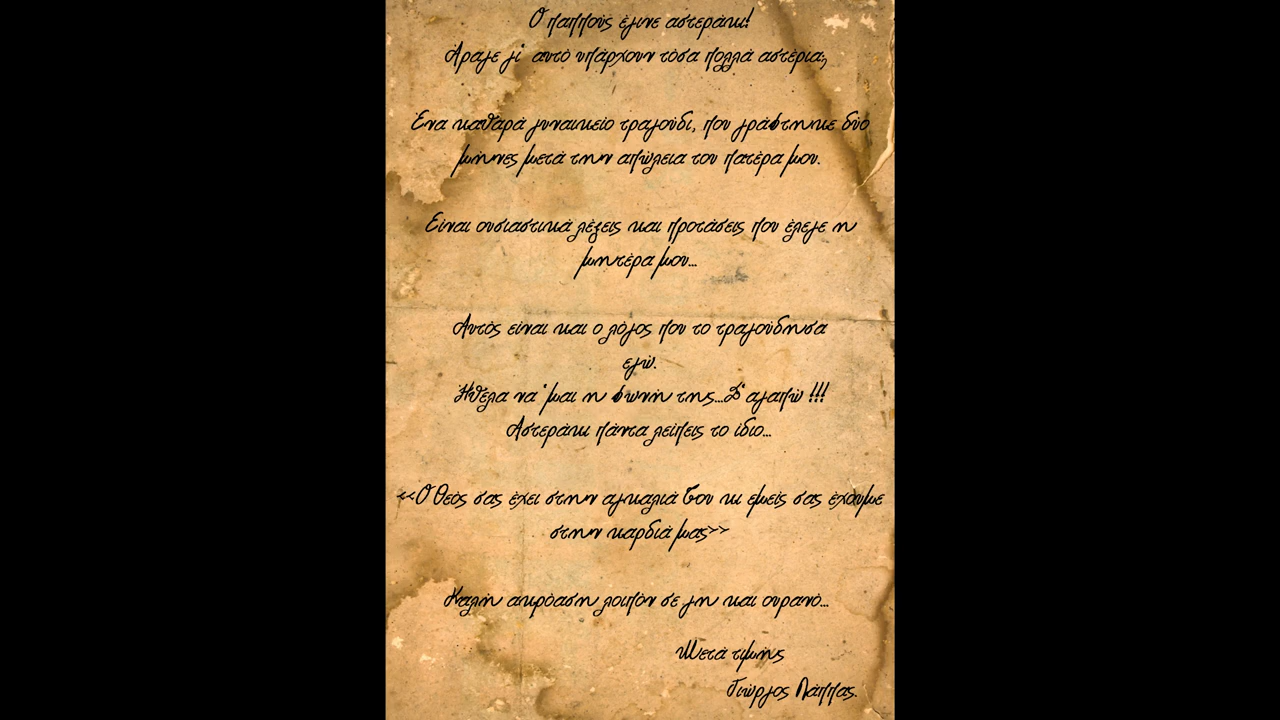 Ο παππούς έγινε αστεράκι!
Άραγε γι' αυτό υπάρχουν τόσα πολλά αστέρια;
Ένα καθαρά γυναικείο τραγούδι, που γράφτηκε δύο
μήνες μετά την απώλεια του πατέρα μου.
Είναι ουσιαστικά λέξεις και προτάσεις που έλεγε η
μητέρα μου...
Αυτός είναι και ο λόγος που το τραγούδησα
εγώ.
Ήθελα να 'μαι η φωνή της...Σ' αγαπώ !!!
Αστεράκι πάντα λείπεις το ίδιο...
<<Ο Θεός σας έχει στην αγκαλιά Του κι εμείς σας έχουμε
στην καρδιά μας>>
Καλή ακρόαση λοιπόν σε γη και ουρανό...
Μετά τιμής
Γιώργος Λάππας.